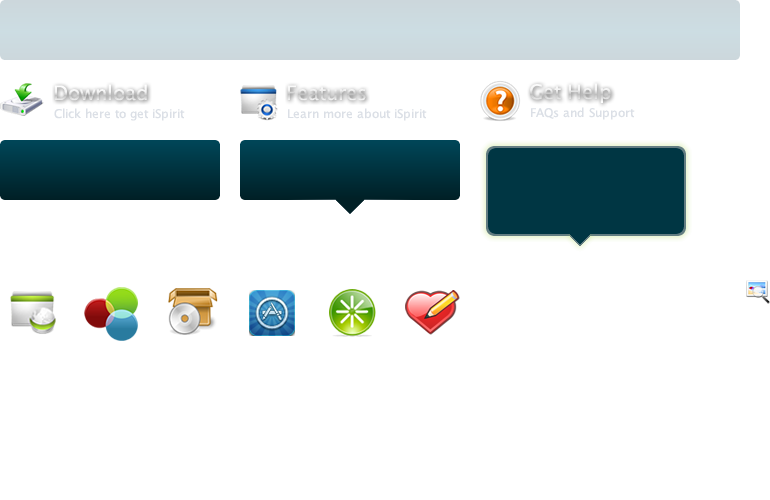 Download
Click here to get iSpirit
Features
Learn more about iSpirit
Get Help
FAQs and Support